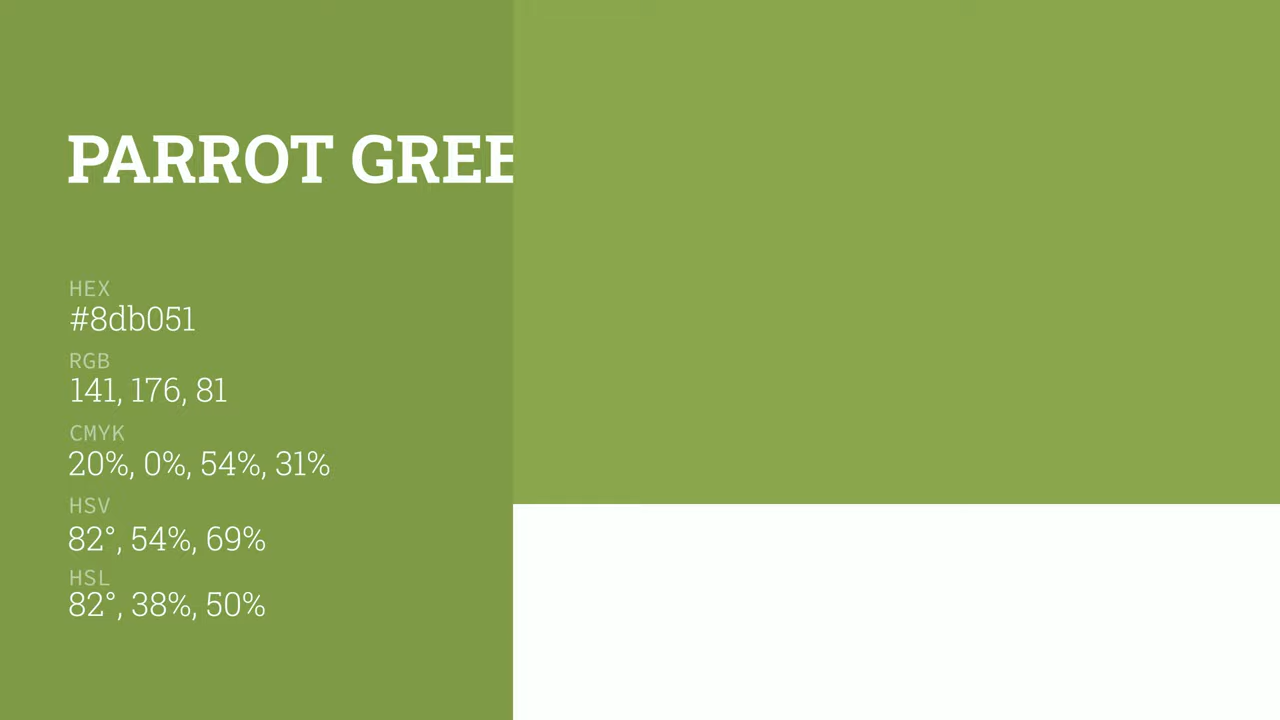 PARROT GREE
HEX
#8db051
RGB
141, 176, 81
CMYK
20%, 0%, 54%, 31%
HSV
82°, 54%, 69%
HSL
82°, 38%, 50%